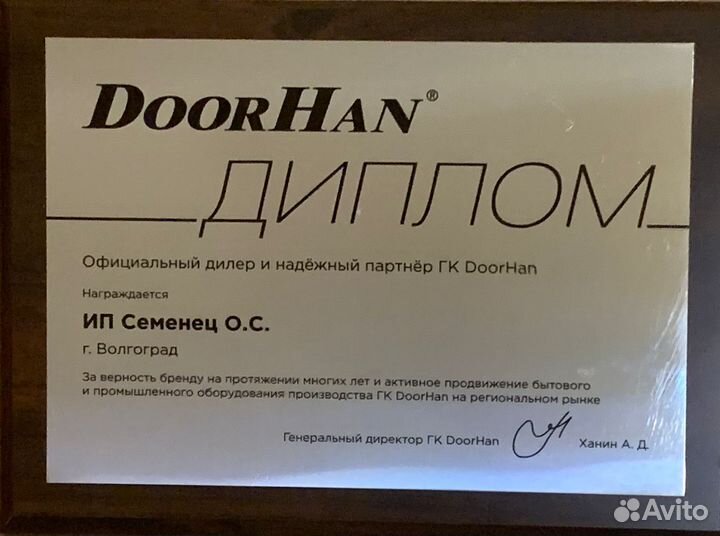 DOORHAN®
ДИПЛОМ
Официальный дилер и надёжный партнёр ГК DoorHan
Награждается
ИП Семенец О.С.
г. Волгоград
За верность бренду на протяжении многих лет и активное продвижение бытового
и промышленного оборудования производства ГК DoorHan на региональном рынке
Генеральный директор ГК DoorHan Ханин А. Д.
Avito